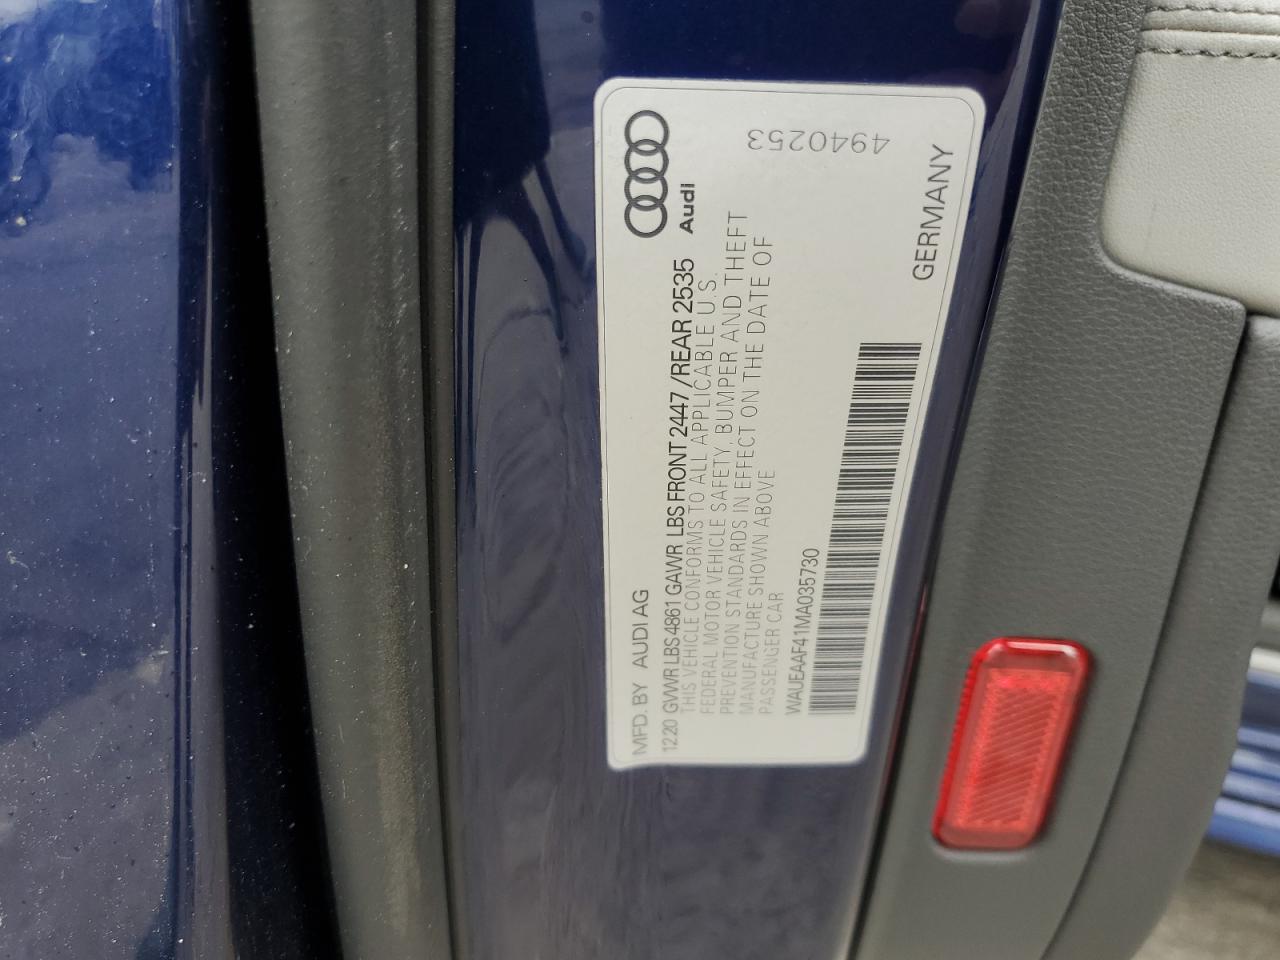 Audi
4940253
MFD. BY AUDI AG
12.20 GVWR LBS 4861 GAWR LBS FRONT 2447 / REAR 2535
THIS VEHICLE CONFORMS TO ALL APPLICABLE U.S.
FEDERAL MOTOR VEHICLE SAFETY, BUMPER AND THEFT
PREVENTION STANDARDS IN EFFECT ON THE DATE OF
MANUFACTURE SHOWN ABOVE
PASSENGER CAR
WAUEAAF41MA035730
GERMANY